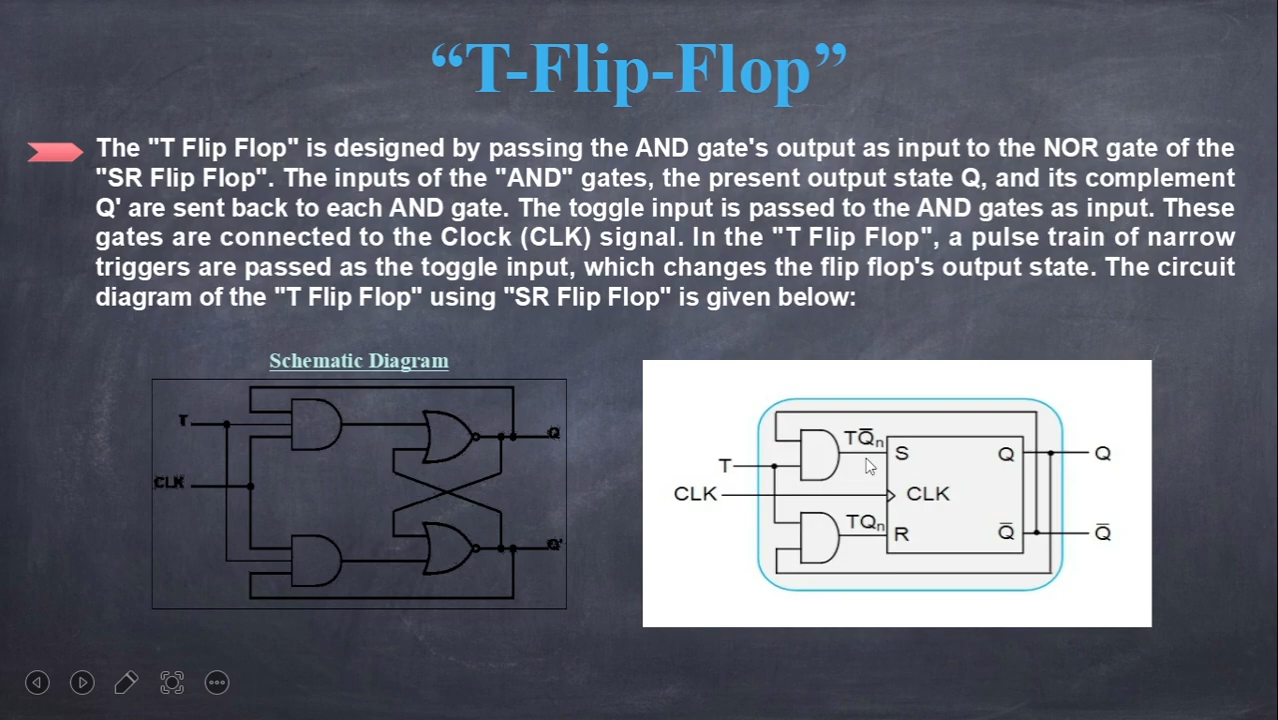 “T-Flip-Flop”
The "T Flip Flop" is designed by passing the AND gate's output as input to the NOR gate of the
"SR Flip Flop". The inputs of the "AND" gates, the present output state Q, and its complement
Q' are sent back to each AND gate. The toggle input is passed to the AND gates as input. These
gates are connected to the Clock (CLK) signal. In the "T Flip Flop", a pulse train of narrow
triggers are passed as the toggle input, which changes the flip flop's output state. The circuit
diagram of the "T Flip Flop" using "SR Flip Flop" is given below:
Schematic Diagram
T
Q
CLK
Q'
TQ̅n
S
Q
Q
T
CLK
CLK
TQn
R
Q̅
Q̅